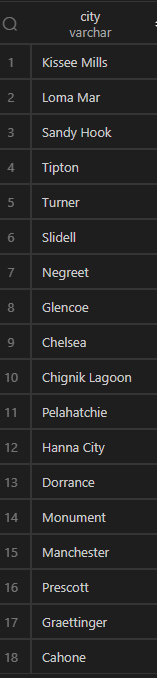 city
varchar
1 Kissee Mills
2 Loma Mar
3 Sandy Hook
4 Tipton
5 Turner
6 Slidell
7 Negreet
8 Glencoe
9 Chelsea
10 Chignik Lagoon
11 Pelahatchie
12 Hanna City
13 Dorrance
14 Monument
15 Manchester
16 Prescott
17 Graettinger
18 Cahone